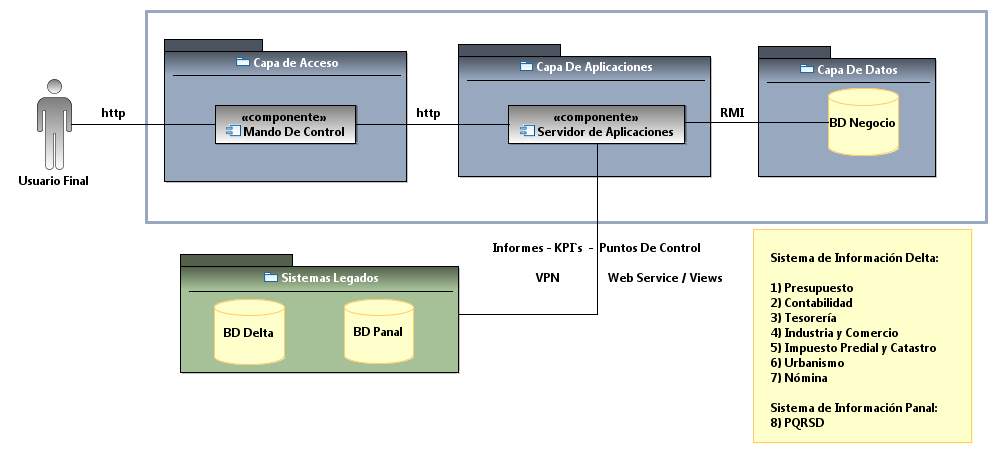 Capa de Acceso
Capa De Aplicaciones
Capa De Datos
http
«componente»
Mando De Control
http
«componente»
Servidor de Aplicaciones
RMI
BD Negocio
Usuario Final
Informes - KPI`s - Puntos De Control
VPN
Web Service / Views
Sistemas Legados
BD Delta
BD Panal
Sistema de Información Delta:
1) Presupuesto
2) Contabilidad
3) Tesorería
4) Industria y Comercio
5) Impuesto Predial y Catastro
6) Urbanismo
7) Nómina
Sistema de Información Panal:
8) PQRSD